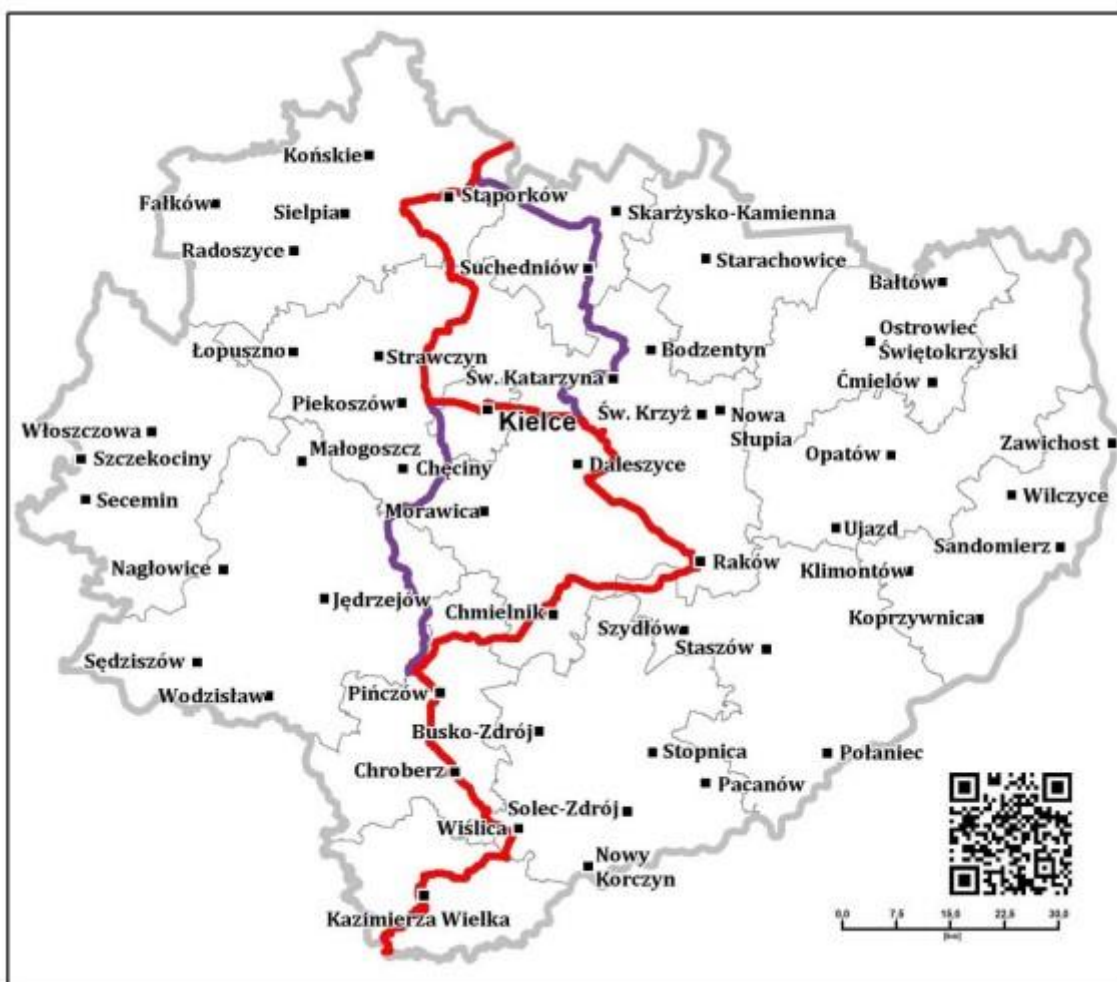 Końskie
Stąporków
Fałków
Sielpia
Skarżysko-Kamienna
Radoszyce
Suchedniów
Starachowice
Bałtów
Łopuszno
Strawczyn
Bodzentyn
Ostrowiec
Świętokrzyski
Św. Katarzyna
Ćmielów
Piekoszów
Kielce
Św. Krzyż
Nowa
Słupia
Włoszczowa
Szczekociny
Małogoszcz
Chęciny
Daleszyce
Opatów
Zawichost
Secemin
Morawica
Wilczyce
Ujazd
Sandomierz
Nagłowice
Raków
Klimontów
Jędrzejów
Chmielnik
Szydłów
Koprzywnica
Staszów
Sędziszów
Wodzisław
Pińczów
Busko-Zdrój
Stopnica
Połaniec
Chroberz
Pacanów
Solec-Zdrój
Wiślica
Nowy
Korczyn
Kazimierza Wielka
0,0 7,5 15,0 22,5 30,0
[km]